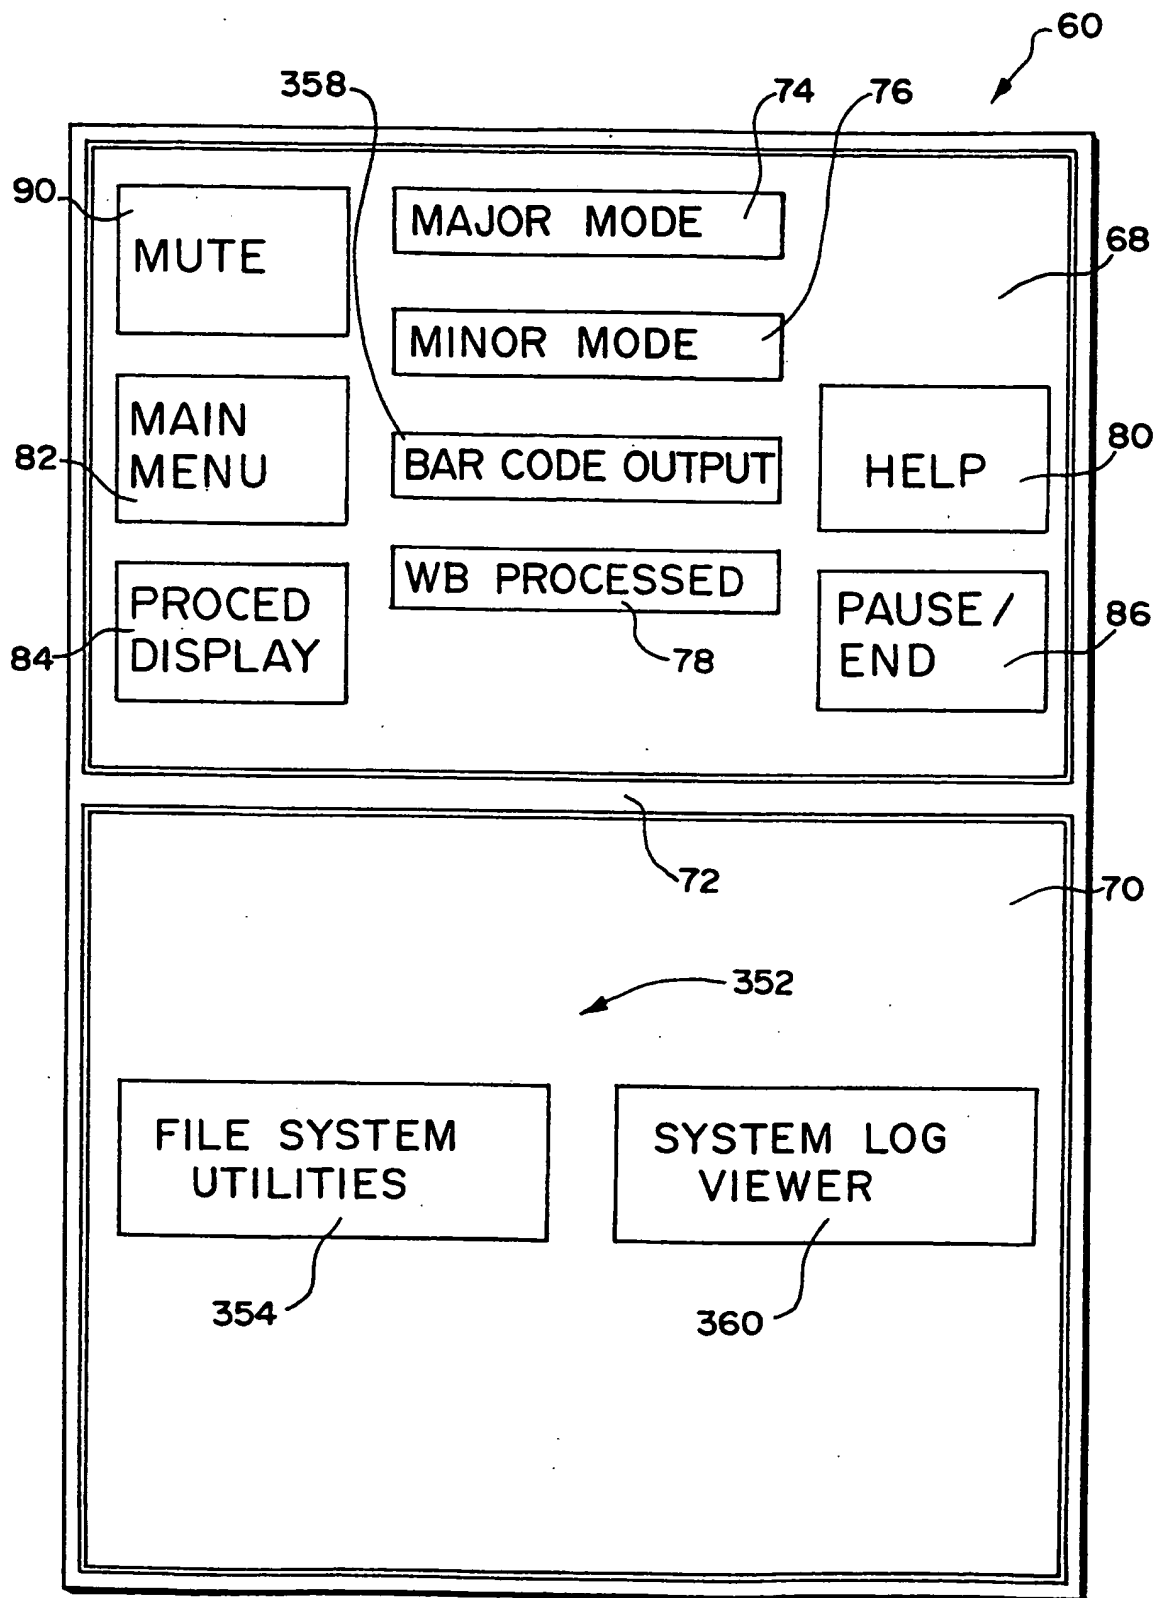 60
358
74
76
90
MUTE
MAJOR MODE
68
MINOR MODE
MAIN
MENU
82
BAR CODE OUTPUT
HELP
80
PROCED
DISPLAY
84
WB PROCESSED
78
PAUSE/
END
86
72
70
352
FILE SYSTEM
UTILITIES
354
SYSTEM LOG
VIEWER
360